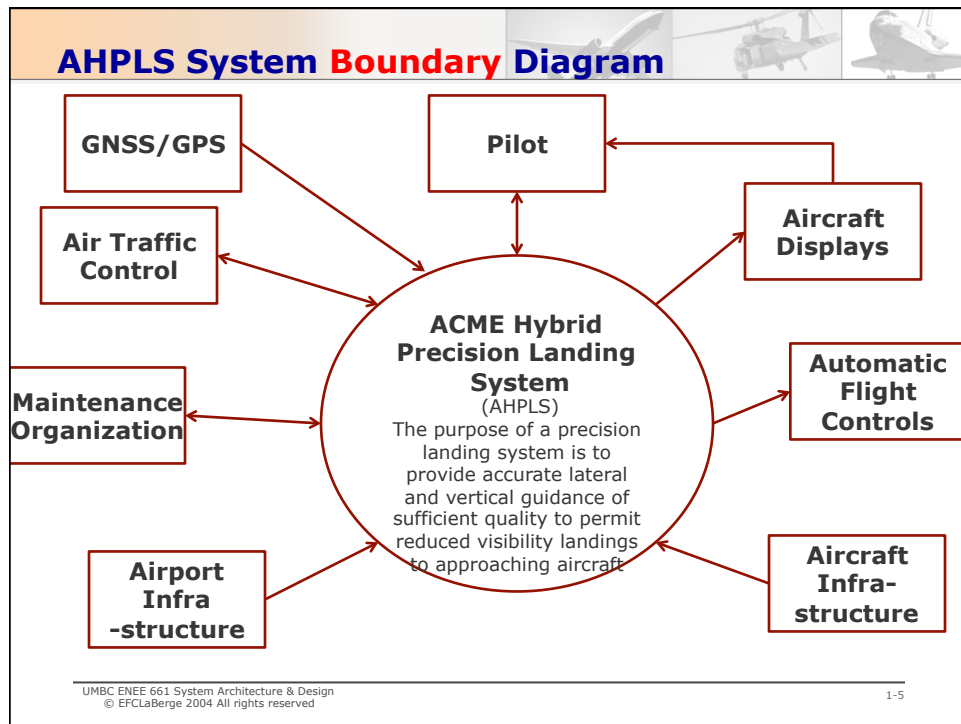 AHPLS System Boundary Diagram
GNSS/GPS
Pilot
Air Traffic
Control
Aircraft
Displays
ACME Hybrid
Precision Landing
System
(AHPLS)
The purpose of a precision
landing system is to
provide accurate lateral
and vertical guidance of
sufficient quality to permit
reduced visibility landings
to approaching aircraft
Maintenance
Organization
Automatic
Flight
Controls
Airport
Infra
-structure
Aircraft
Infra-
structure
UMBC ENEE 661 System Architecture & Design
© EFCLaBerge 2004 All rights reserved
1-5